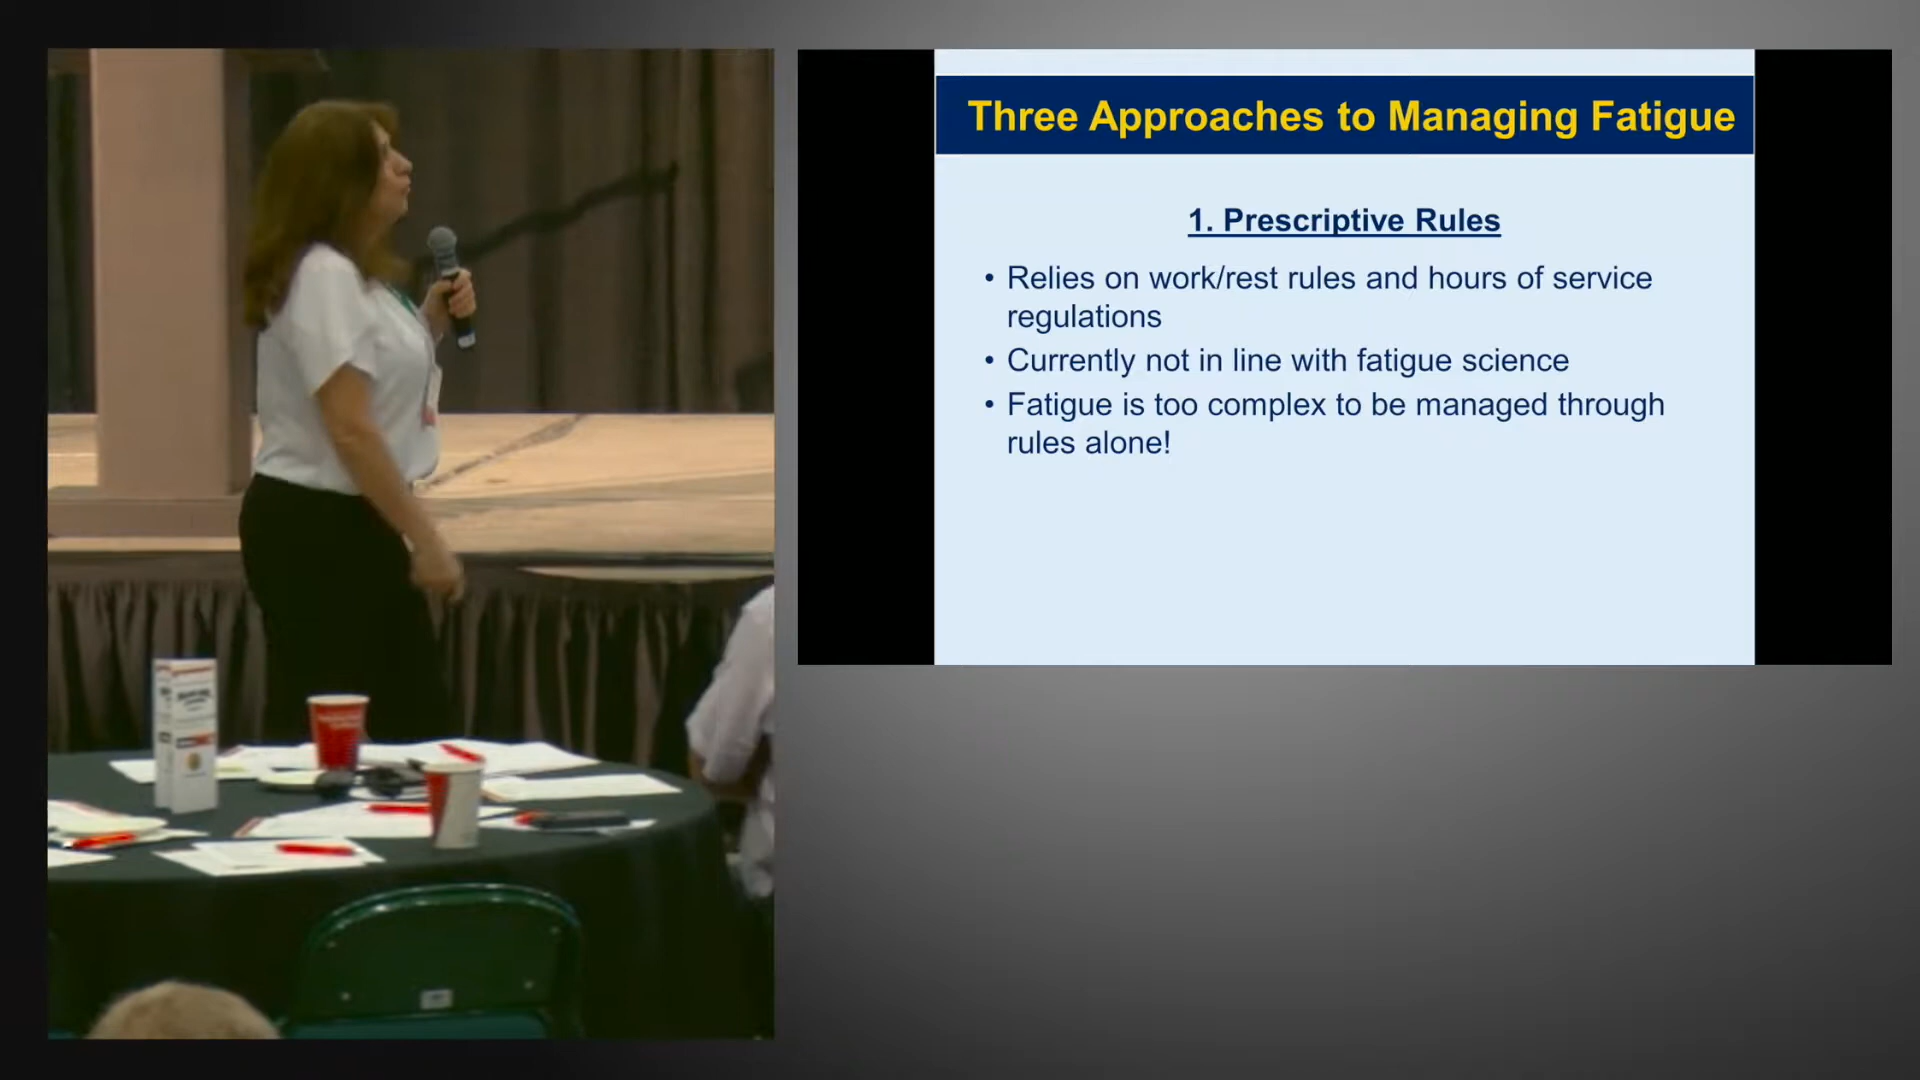 Three Approaches to Managing Fatigue
1. Prescriptive Rules
• Relies on work/rest rules and hours of service
regulations
• Currently not in line with fatigue science
• Fatigue is too complex to be managed through
rules alone!